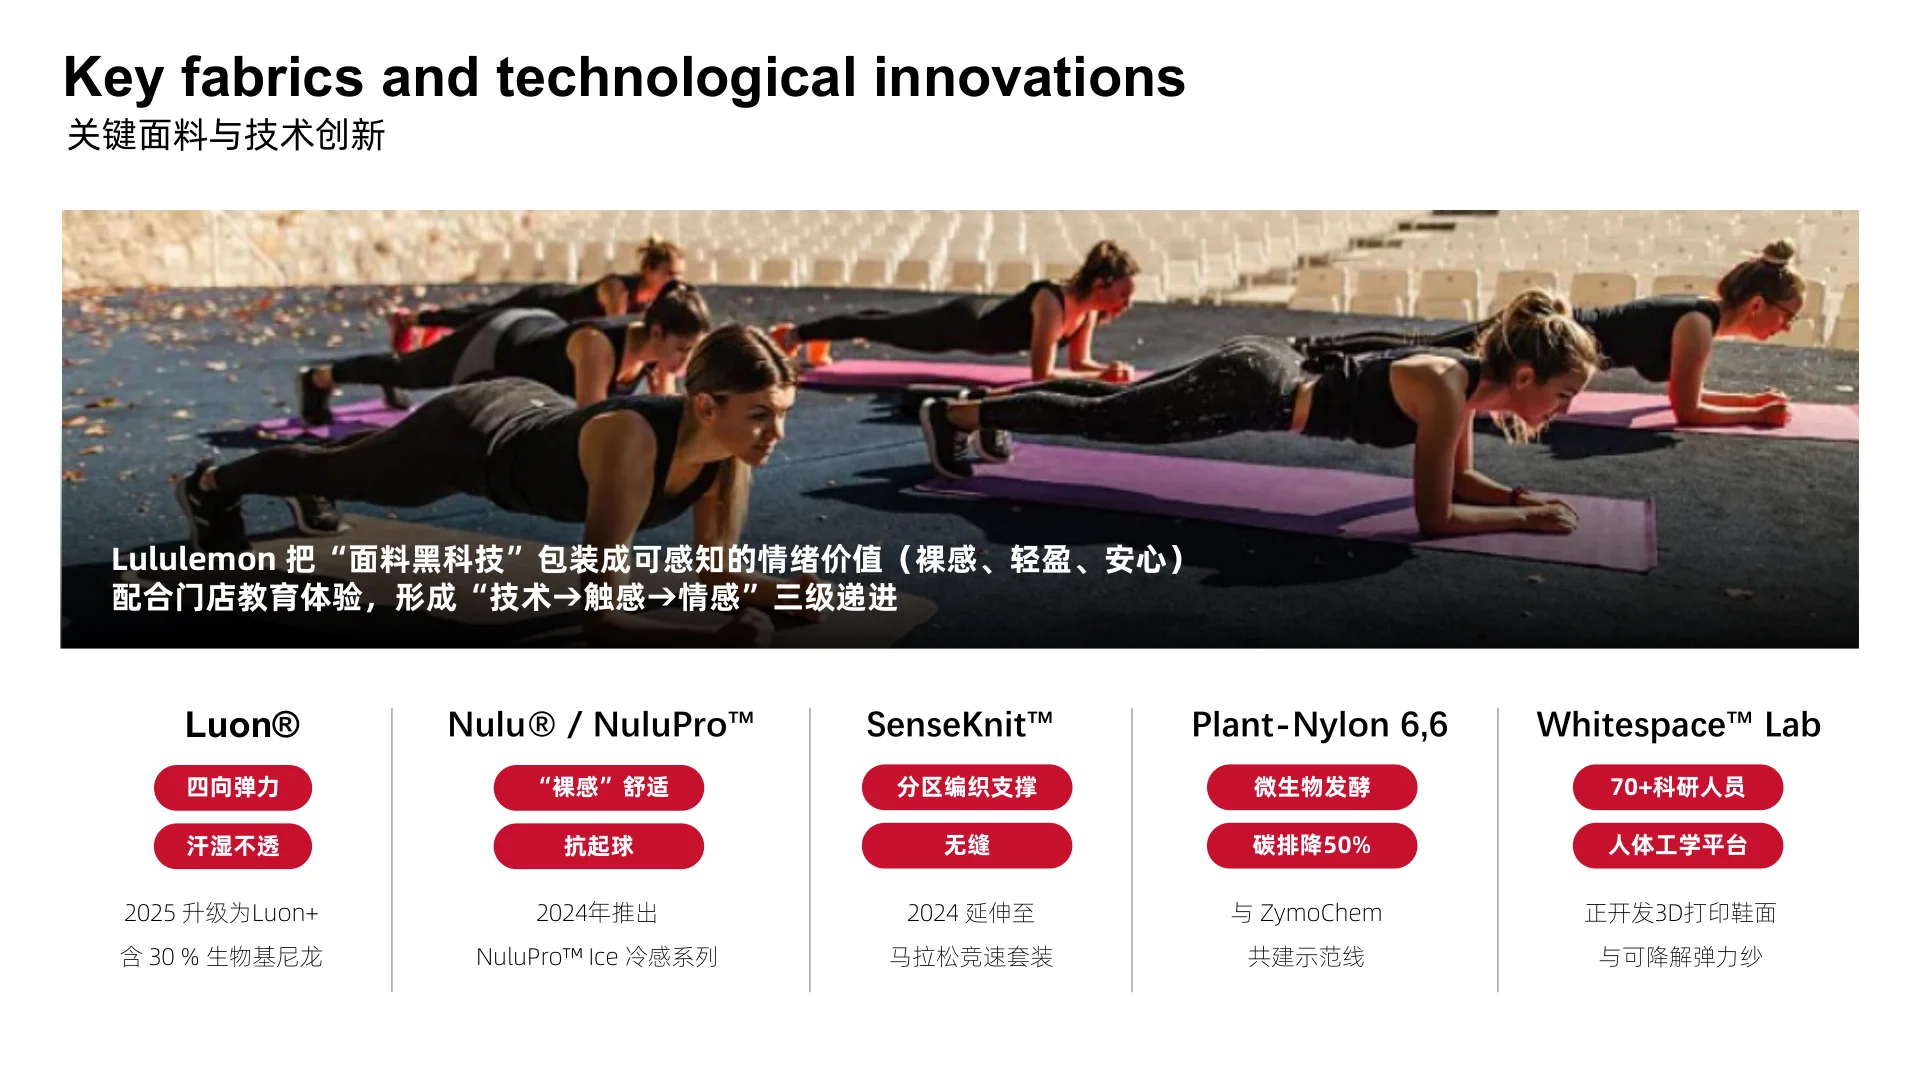 Key fabrics and technological innovations
关键面料与技术创新
Lululemon 把“面料黑科技”包装成可感知的情绪价值（裸感、轻盈、安心）
配合门店教育体验，形成“技术→触感→情感”三级递进
Luon®
四向弹力
汗湿不透
2025 升级为Luon+
含 30 % 生物基尼龙
Nulu® / NuluPro™
“裸感”舒适
抗起球
2024年推出
NuluPro™ Ice 冷感系列
SenseKnit™
分区编织支撑
无缝
2024 延伸至
马拉松竞速套装
Plant-Nylon 6,6
微生物发酵
碳排降50%
与 ZymoChem
共建示范线
Whitespace™ Lab
70+科研人员
人体工学平台
正开发3D打印鞋面
与可降解弹力纱